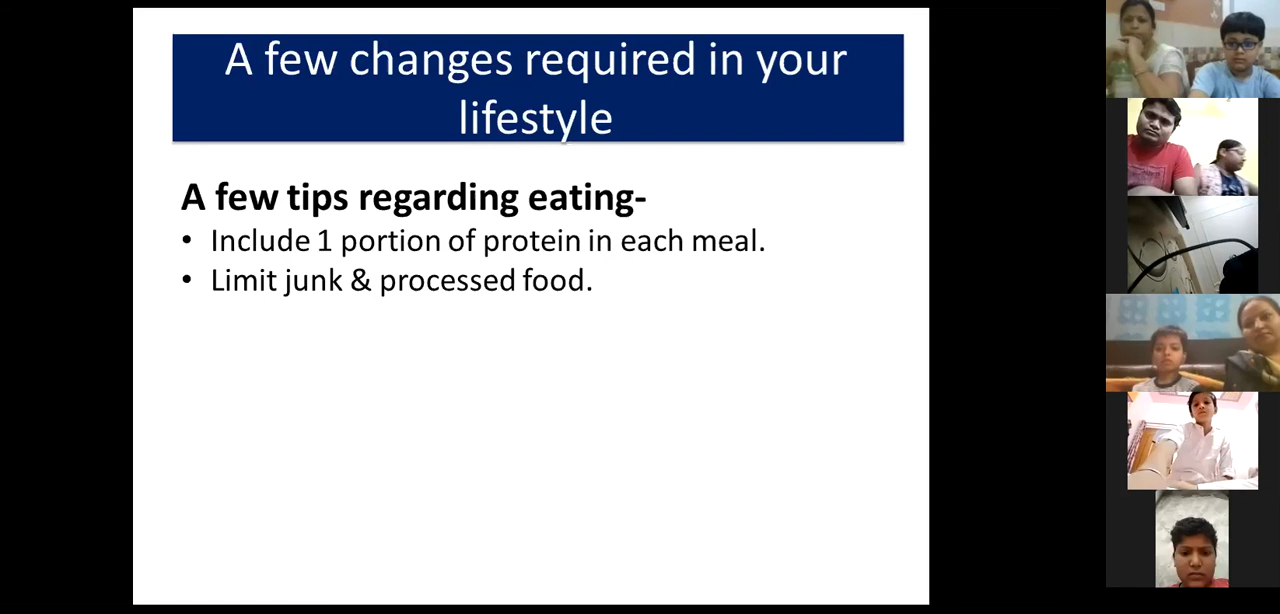 A few changes required in your
lifestyle
A few tips regarding eating-
• Include 1 portion of protein in each meal.
• Limit junk & processed food.